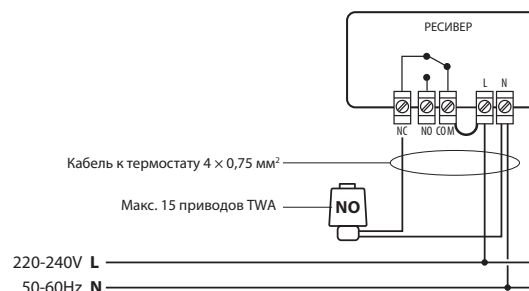 РЕСИВЕР
L N
NC NO COM
Кабель к термостату 4 × 0,75 мм²
Макс. 15 приводов TWA
NO
220-240V L
50-60Hz N